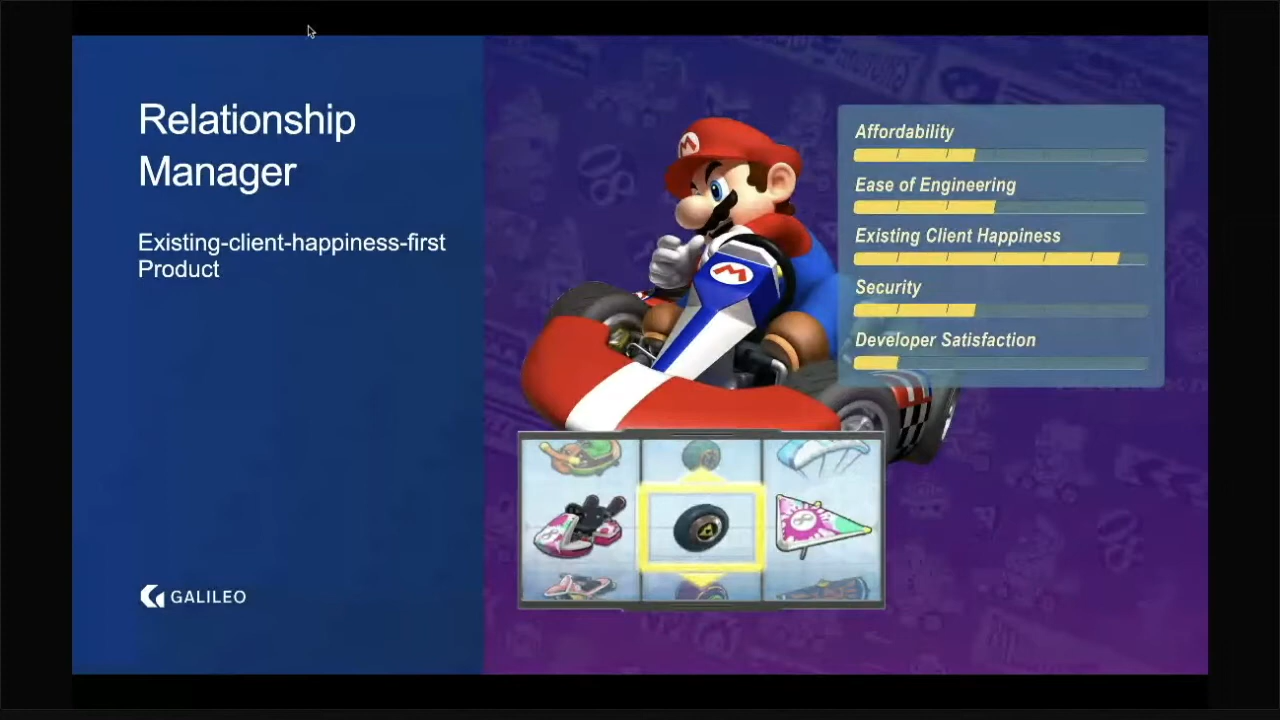 Relationship
Manager
Existing-client-happiness-first
Product
GALILEO
Affordability
Ease of Engineering
Existing Client Happiness
Security
Developer Satisfaction
M
M